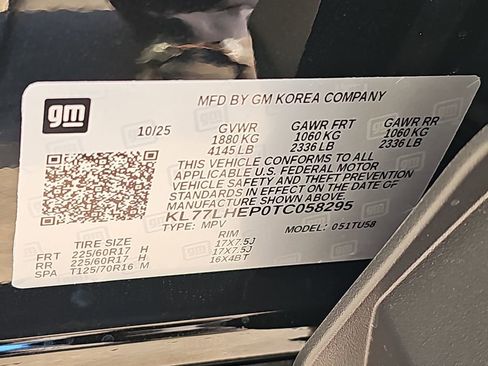 gm
MFD BY GM KOREA COMPANY
10/25 GVWR GAWR FRT GAWR RR
1880 KG 1060 KG 1060 KG
4145 LB 2336 LB 2336 LB
THIS VEHICLE CONFORMS TO ALL
APPLICABLE U.S. FEDERAL MOTOR
VEHICLE SAFETY AND THEFT PREVENTION
STANDARDS IN EFFECT ON THE DATE OF
MANUFACTURE SHOWN ABOVE.
KL77LHEP0TC058295
TYPE: MPV MODEL: 051TU58
TIRE SIZE RIM
FRT 225/60R17 H 17X7.5J
RR 225/60R17 H 17X7.5J
SPA T125/70R16 M 16X4BT